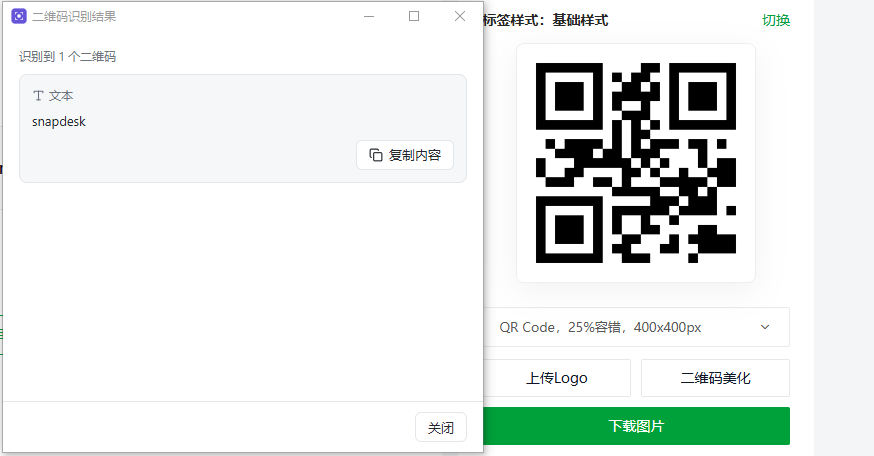 二维码识别结果
识别到 1 个二维码
文本
snapdesk
复制内容
关闭
标签样式：基础样式
切换
QR Code，25%容错，400x400px
上传Logo
二维码美化
下载图片